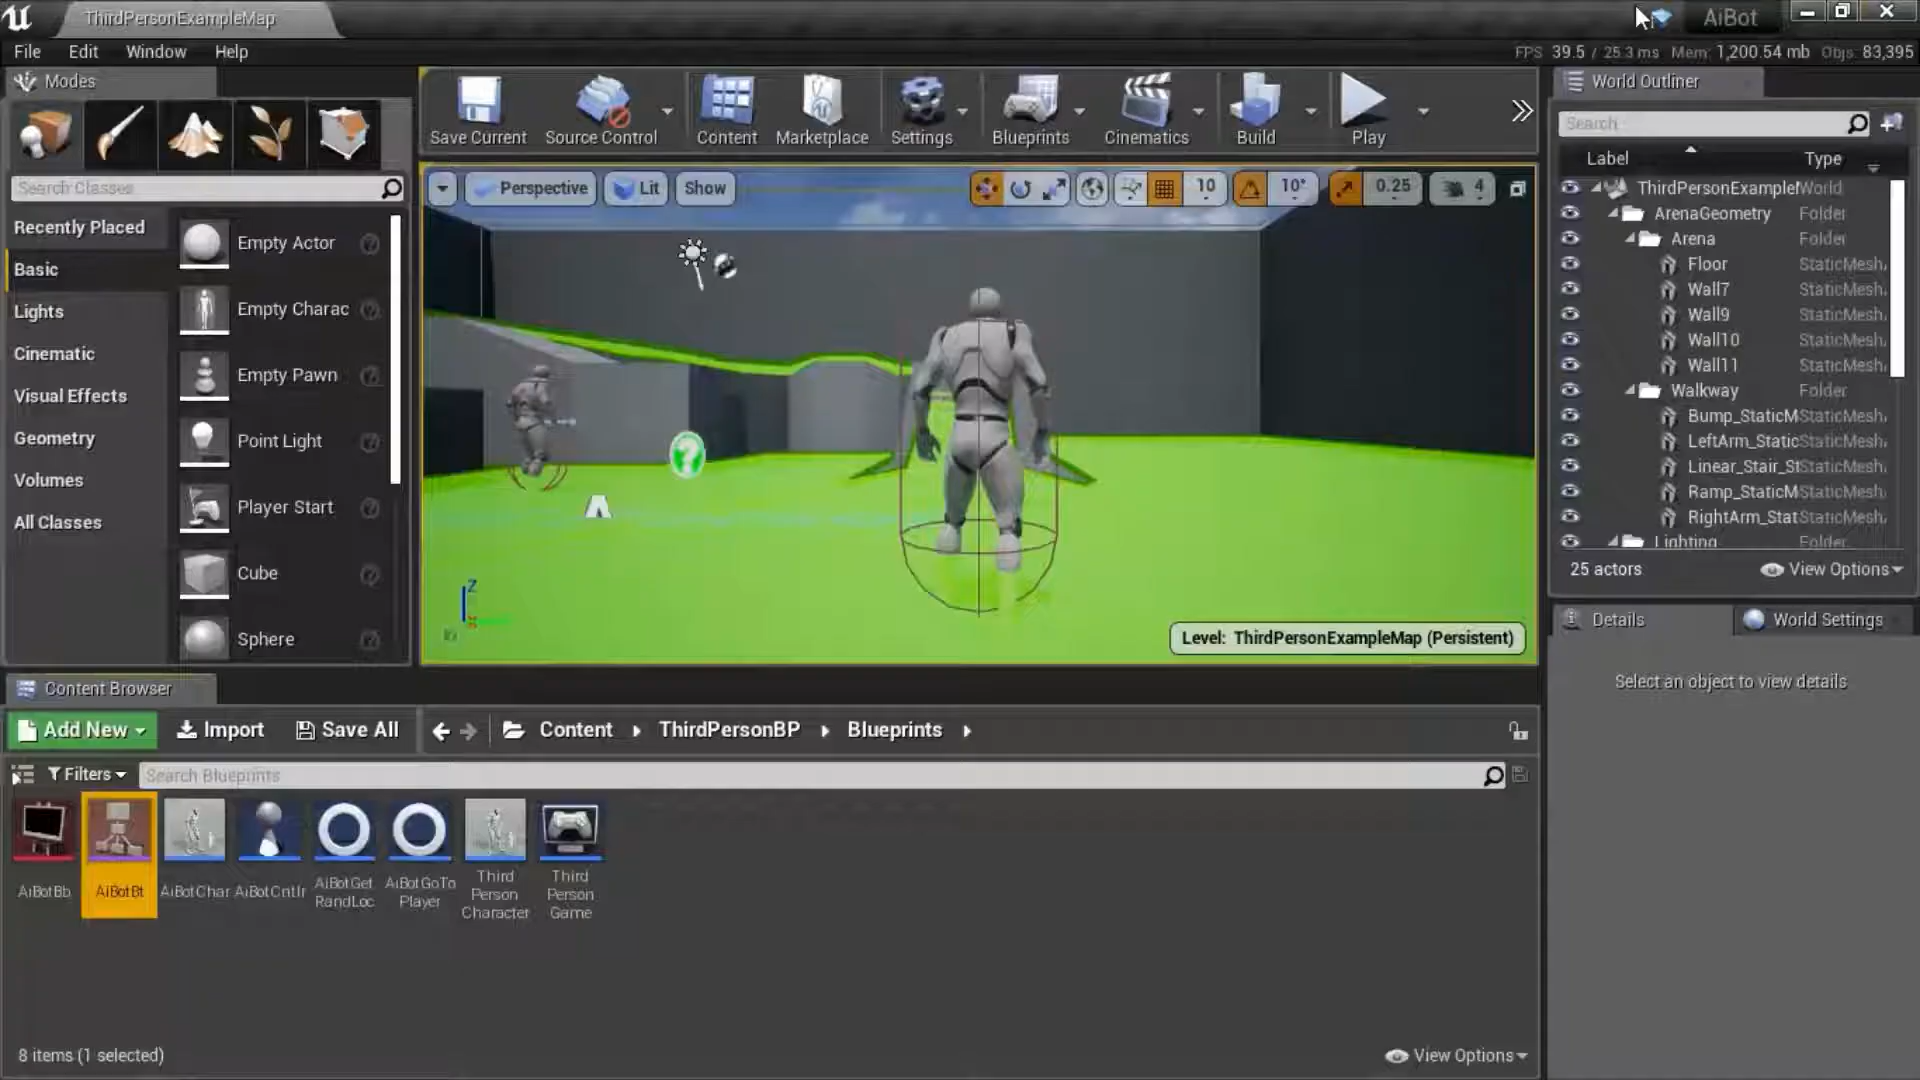 ThirdPersonExampleMap
AiBot
File Edit Window Help
FPS 39.5 / 25.3 ms Mem: 1,200.54 mb Objs: 83,395
Modes
Save Current
Source Control
Content
Marketplace
Settings
Blueprints
Cinematics
Build
Play
Search Classes
Recently Placed
Basic
Lights
Cinematic
Visual Effects
Geometry
Volumes
All Classes
Empty Actor
Empty Charac
Empty Pawn
Point Light
Player Start
Cube
Sphere
Perspective
Lit
Show
10
10°
0.25
4
Z
Level: ThirdPersonExampleMap (Persistent)
World Outliner
Search
Label Type
ThirdPersonExampleM World
ArenaGeometry Folder
Arena Folder
Floor StaticMesh
Wall7 StaticMesh
Wall9 StaticMesh
Wall10 StaticMesh
Wall11 StaticMesh
Walkway Folder
Bump_StaticM StaticMesh
LeftArm_Static StaticMesh
Linear_Stair_St StaticMesh
Ramp_StaticM StaticMesh
RightArm_Stat StaticMesh
Lighting Folder
25 actors
View Options
Details
World Settings
Select an object to view details
Content Browser
Add New
Import
Save All
Content
ThirdPersonBP
Blueprints
Filters
Search Blueprints
AiBotBb
AiBotBt
AiBotChar
AiBotCntlr
AiBotGet
RandLoc
AiBotGoTo
Player
Third
Person
Character
Third
Person
Game
8 items (1 selected)
View Options